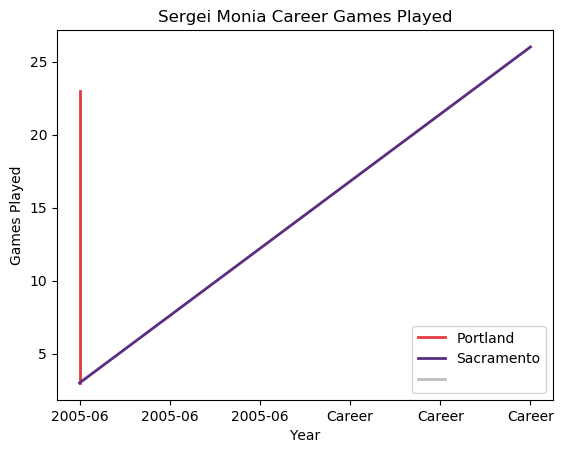 Sergei Monia Career Games Played
Games Played
25
20
15
10
5
Portland
Sacramento
2005-06 2005-06 2005-06 Career Career Career
Year